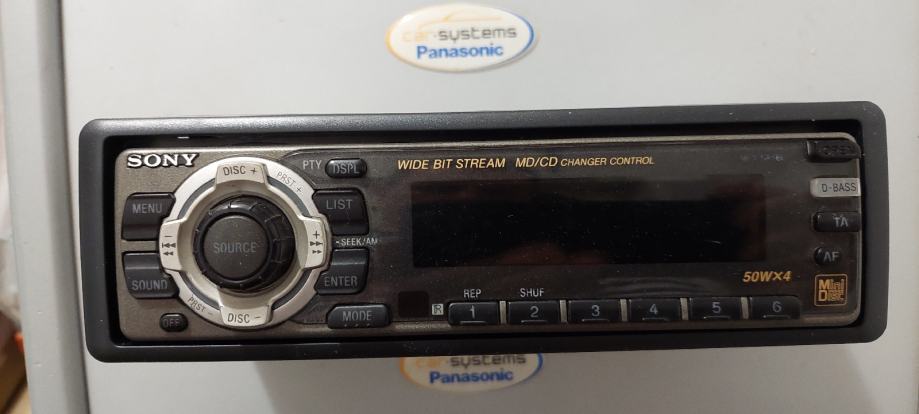 car·systems
Panasonic
SONY
DISC +
PRST +
PTY DSPL
WIDE BIT STREAM MD/CD CHANGER CONTROL
OPEN
D-BASS
MENU
LIST
SOURCE
SEEK/AM
TA
AF
SOUND
ENTER
50W×4
Mini
Disc
PRST -
DISC -
OFF
MODE
REP
SHUF
IR
1 2 3 4 5 6
car·systems
Panasonic